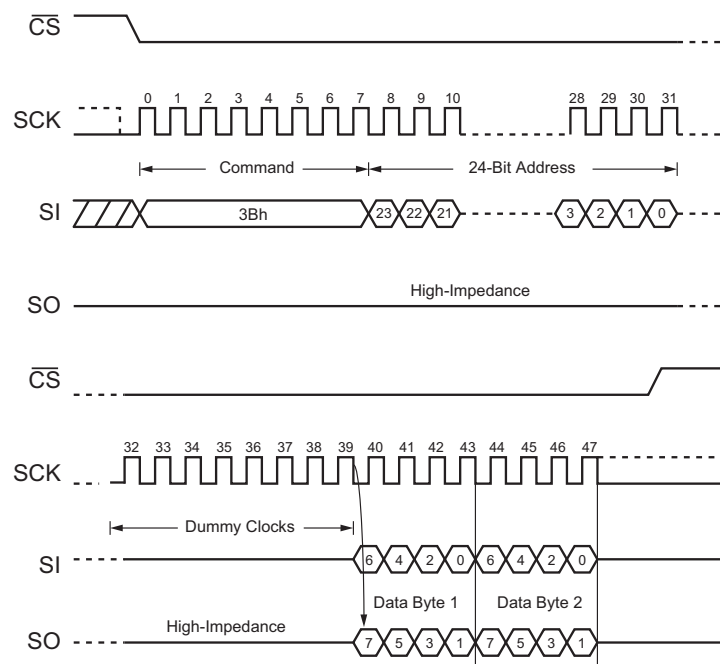 CS
0 1 2 3 4 5 6 7 8 9 10 28 29 30 31
SCK
Command 24-Bit Address
SI 3Bh 23 22 21 3 2 1 0
High-Impedance
SO
CS
32 33 34 35 36 37 38 39 40 41 42 43 44 45 46 47
SCK
Dummy Clocks
SI 6 4 2 0 6 4 2 0
Data Byte 1 Data Byte 2
High-Impedance
SO 7 5 3 1 7 5 3 1